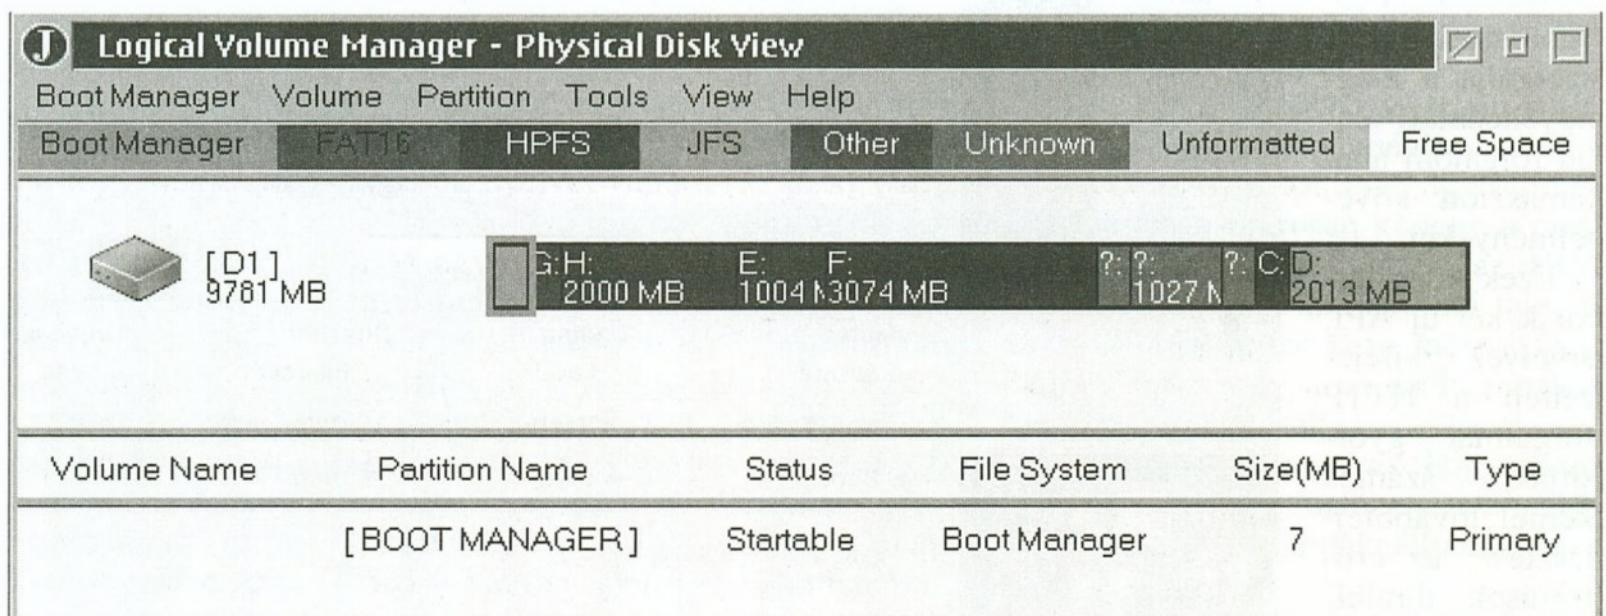 J Logical Volume Manager - Physical Disk View
Boot Manager Volume Partition Tools View Help
Boot Manager FAT16 HPFS JFS Other Unknown Unformatted Free Space
[ D1 ] G: H: E: F: ?: ?: ?: C: D:
9781 MB 2000 MB 1004 3074 MB 1027 2013 MB
Volume Name Partition Name Status File System Size(MB) Type
[ BOOT MANAGER ] Startable Boot Manager 7 Primary